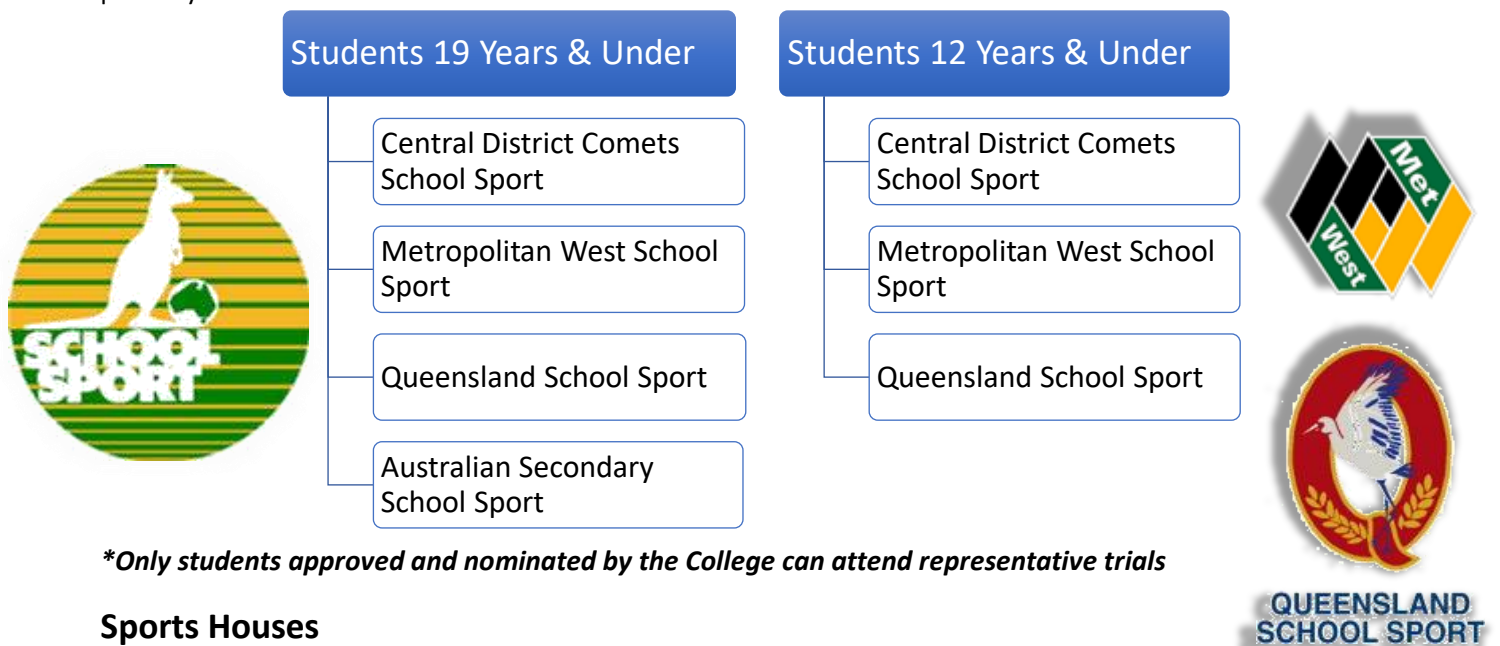 Students 19 Years & Under
Central District Comets
School Sport
Metropolitan West School
Sport
Queensland School Sport
Australian Secondary
School Sport
Students 12 Years & Under
Central District Comets
School Sport
Metropolitan West School
Sport
Queensland School Sport
SCHOOL
SPORT
Met
West
QUEENSLAND
SCHOOL SPORT
*Only students approved and nominated by the College can attend representative trials
Sports Houses